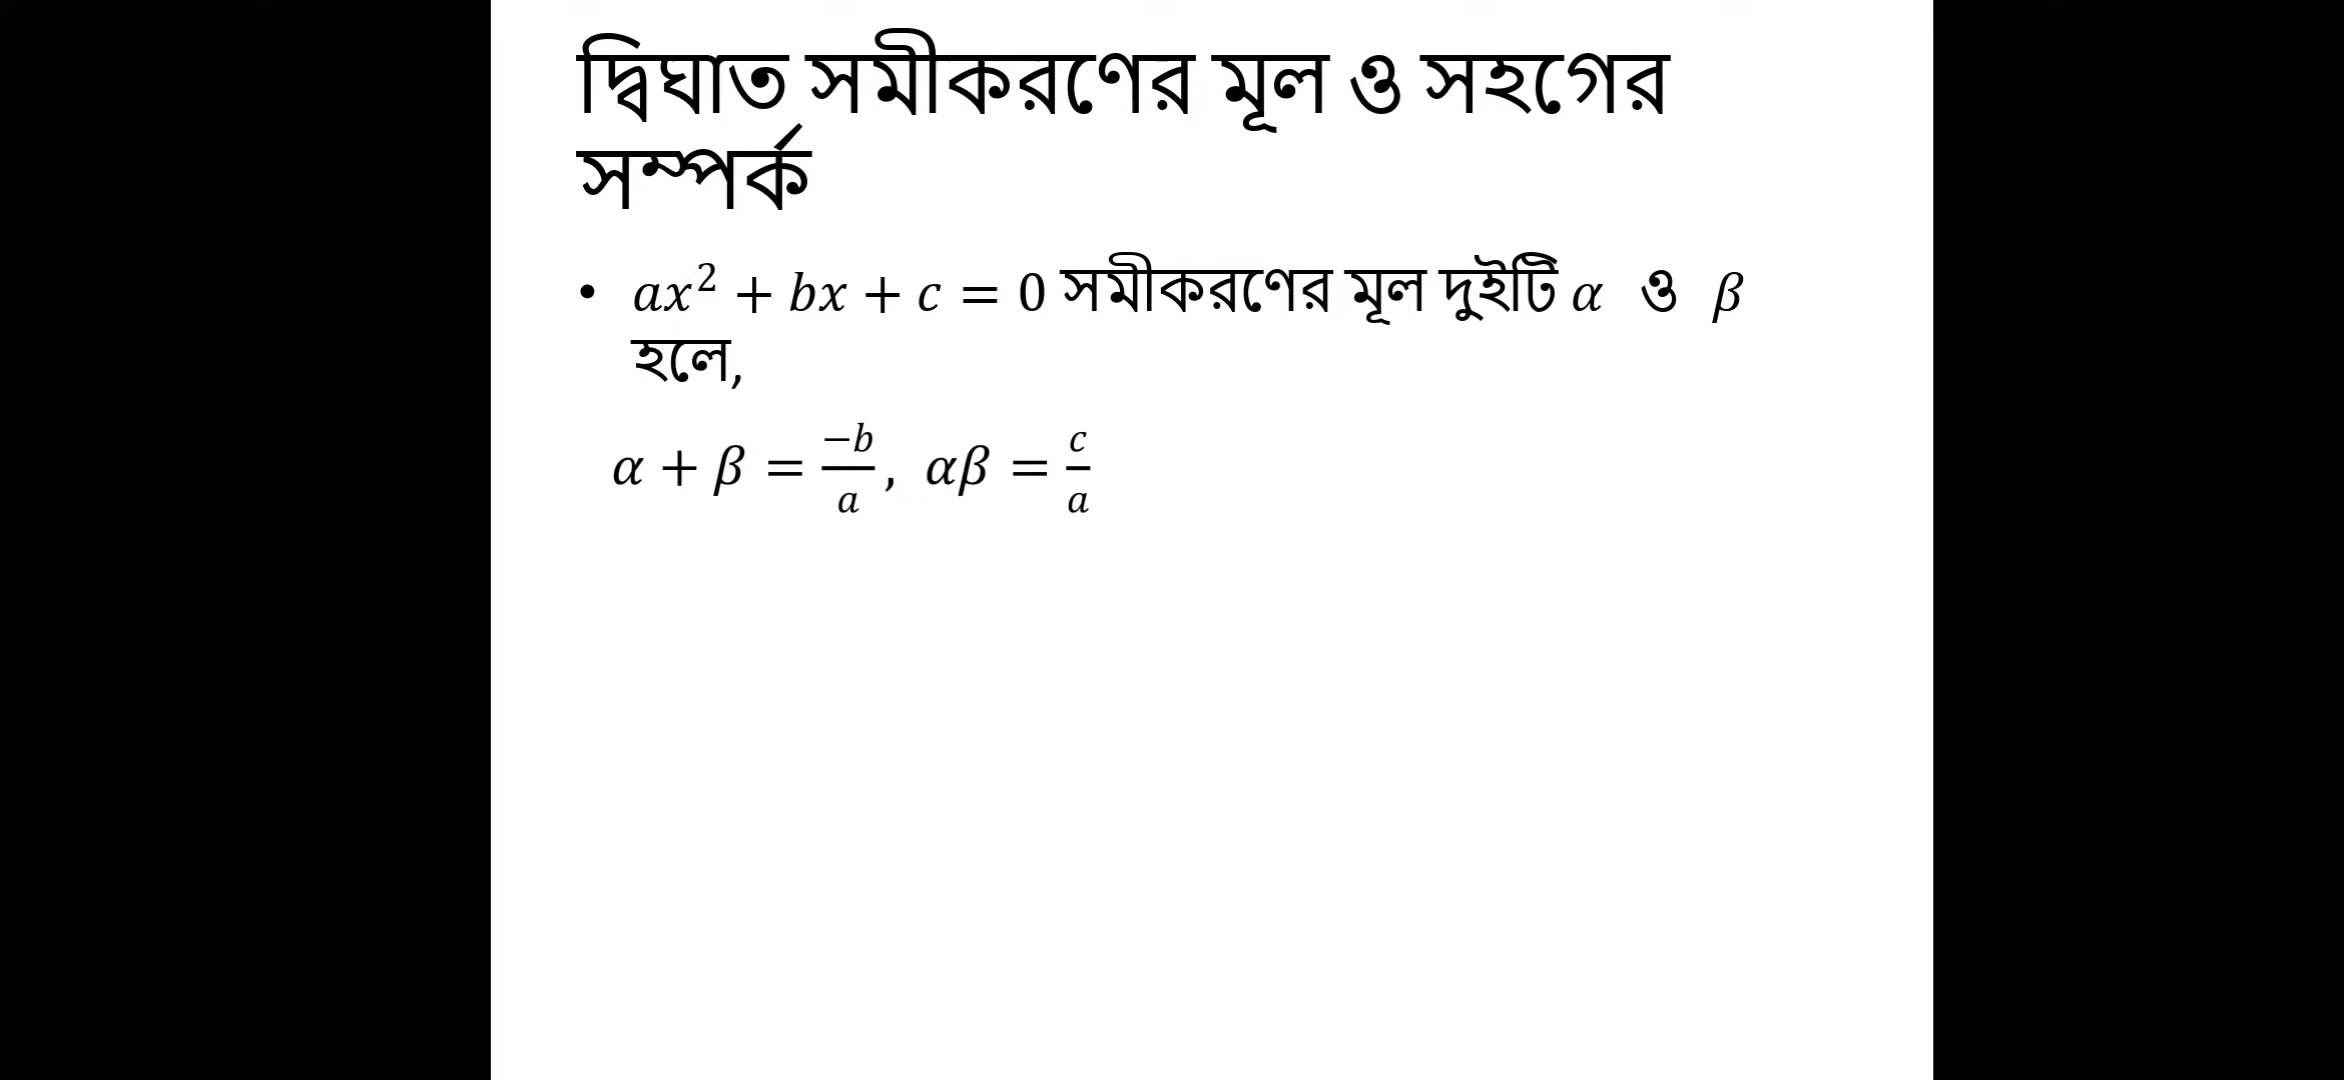 দ্বিঘাত সমীকরণের মূল ও সহগের
সম্পর্ক
• ax² + bx + c = 0 সমীকরণের মূল দুইটি α ও β
হলে,
α + β = −b/a, αβ = c/a